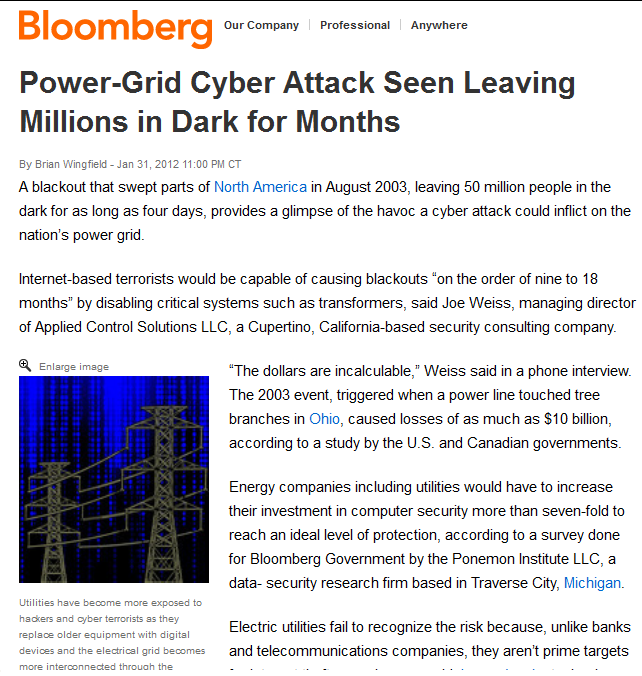 Bloomberg
Our Company | Professional | Anywhere
Power-Grid Cyber Attack Seen Leaving
Millions in Dark for Months
By Brian Wingfield - Jan 31, 2012 11:00 PM CT
A blackout that swept parts of North America in August 2003, leaving 50 million people in the
dark for as long as four days, provides a glimpse of the havoc a cyber attack could inflict on the
nation’s power grid.
Internet-based terrorists would be capable of causing blackouts “on the order of nine to 18
months” by disabling critical systems such as transformers, said Joe Weiss, managing director
of Applied Control Solutions LLC, a Cupertino, California-based security consulting company.
Enlarge image
“The dollars are incalculable,” Weiss said in a phone interview.
The 2003 event, triggered when a power line touched tree
branches in Ohio, caused losses of as much as $10 billion,
according to a study by the U.S. and Canadian governments.
Energy companies including utilities would have to increase
their investment in computer security more than seven-fold to
reach an ideal level of protection, according to a survey done
for Bloomberg Government by the Ponemon Institute LLC, a
data- security research firm based in Traverse City, Michigan.
Electric utilities fail to recognize the risk because, unlike banks
and telecommunications companies, they aren’t prime targets
Utilities have become more exposed to
hackers and cyber terrorists as they
replace older equipment with digital
devices and the electrical grid becomes
more interconnected through the